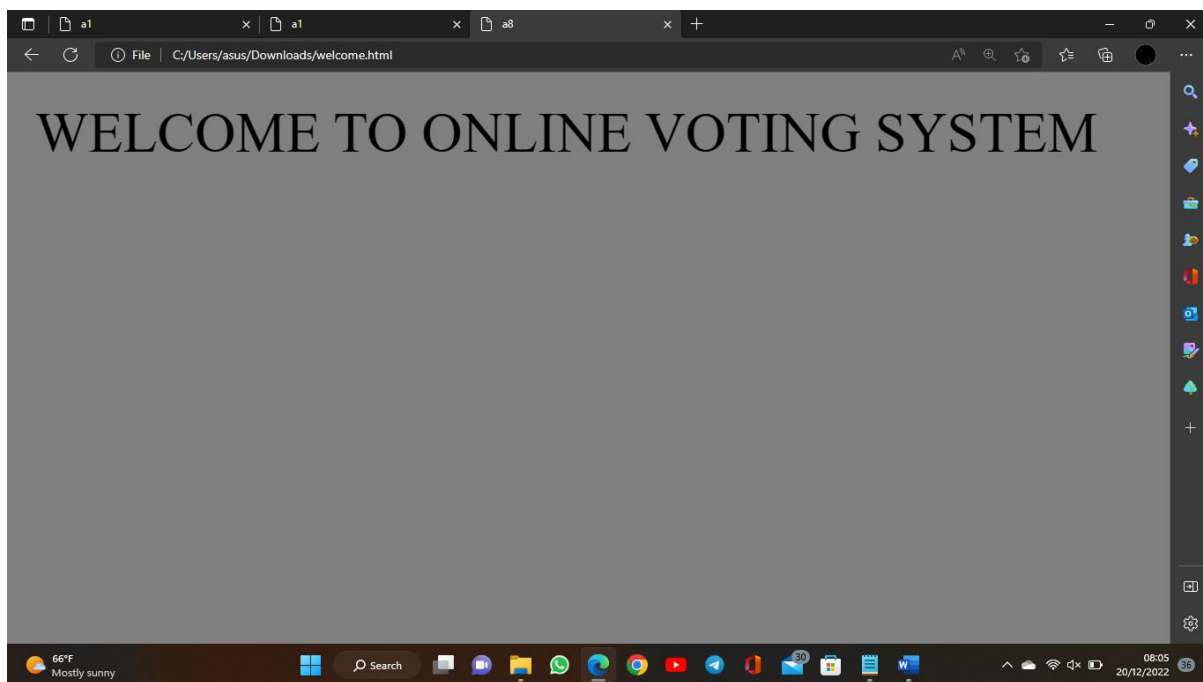 a1
a1
a8
File
C:/Users/asus/Downloads/welcome.html
WELCOME TO ONLINE VOTING SYSTEM
66°F
Mostly sunny
Search
30
08:05
20/12/2022
36